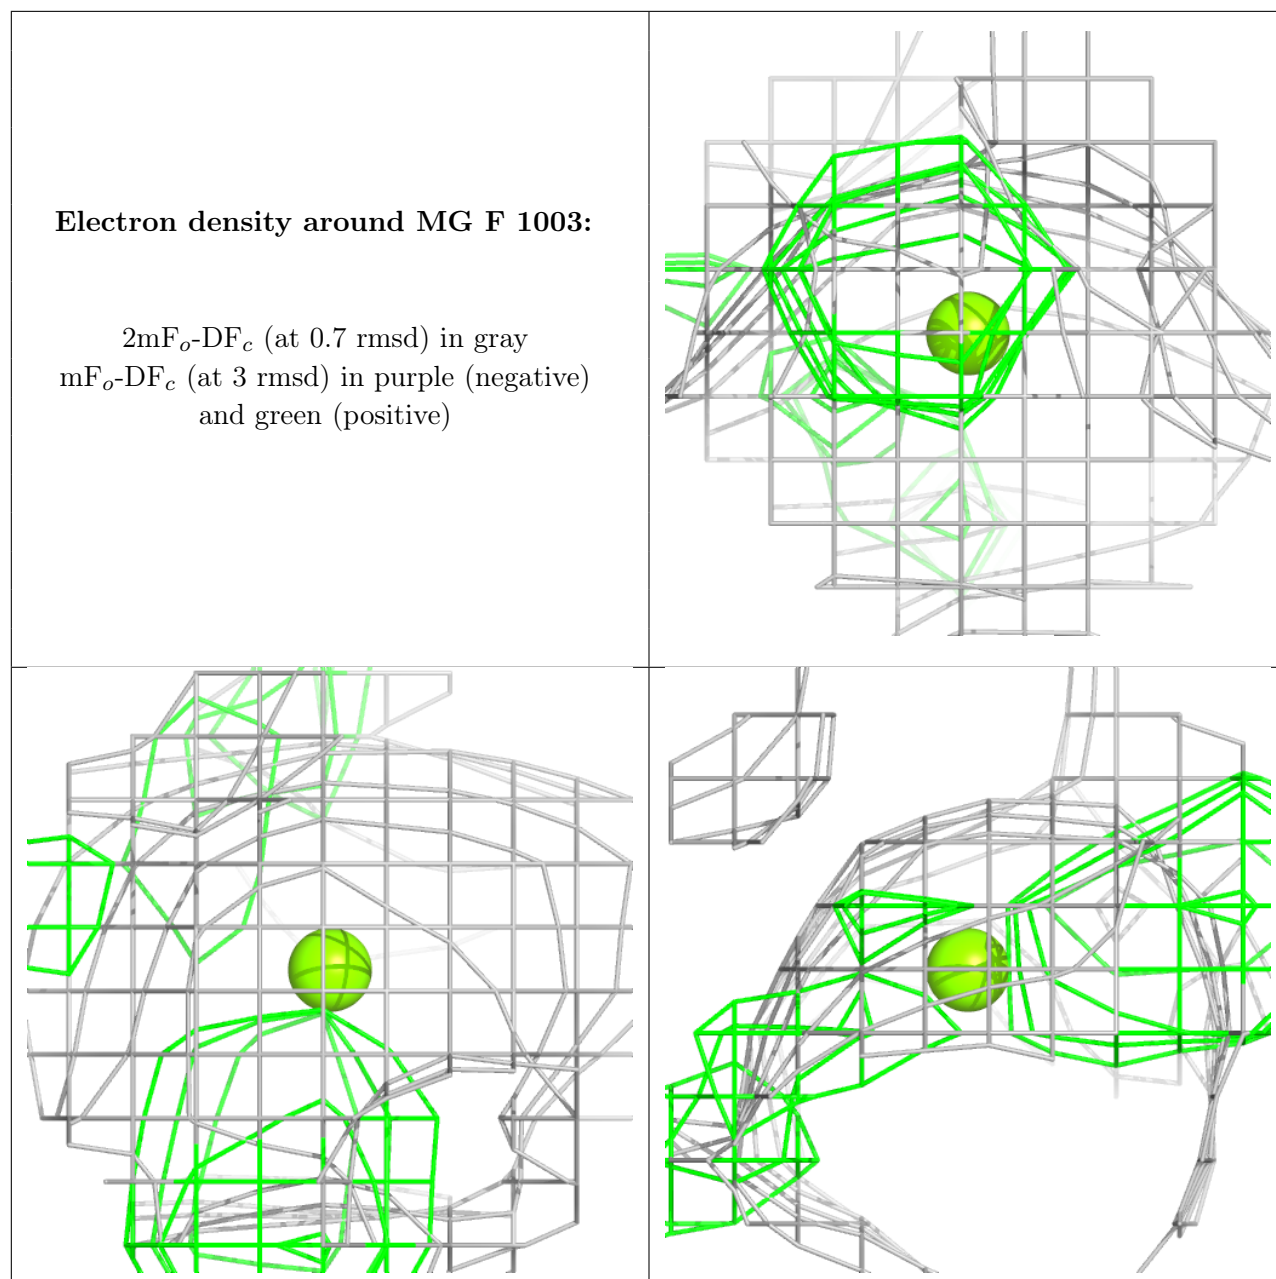 Electron density around MG F 1003:
2mFo-DFc (at 0.7 rmsd) in gray
mFo-DFc (at 3 rmsd) in purple (negative)
and green (positive)